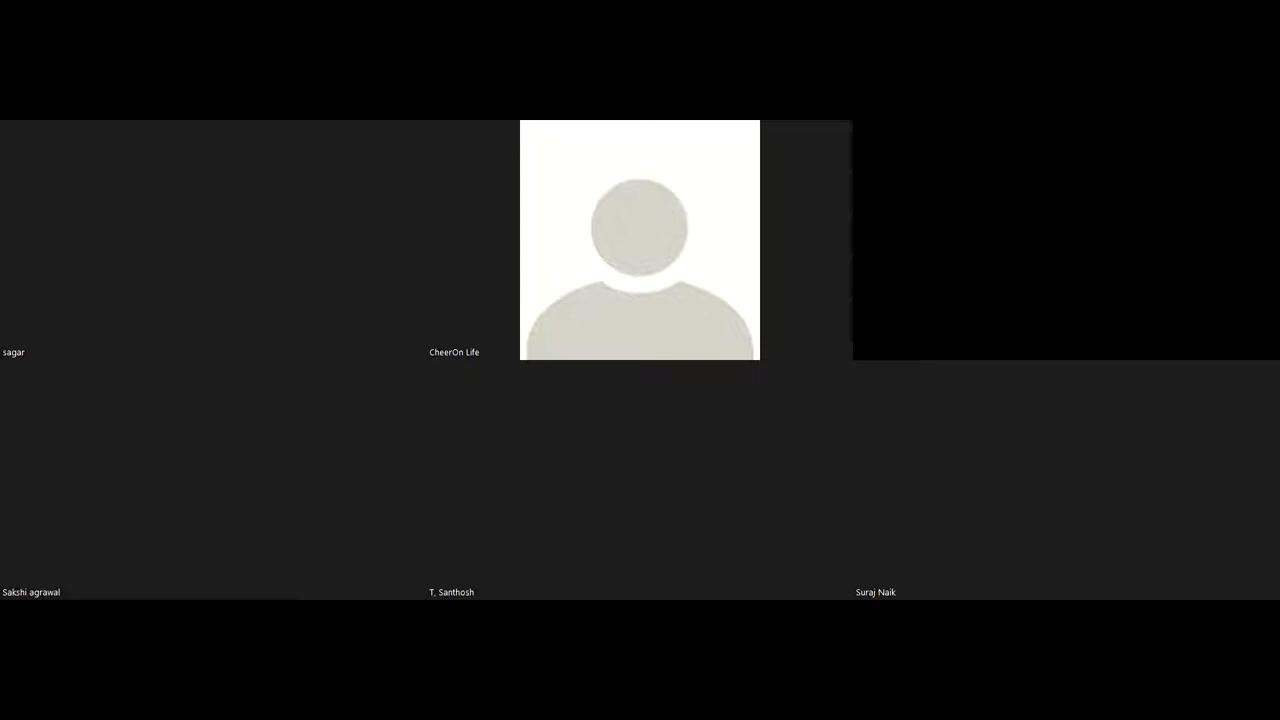 sagar
CheerOn Life
Sakshi agrawal
T, Santhosh
Suraj Naik